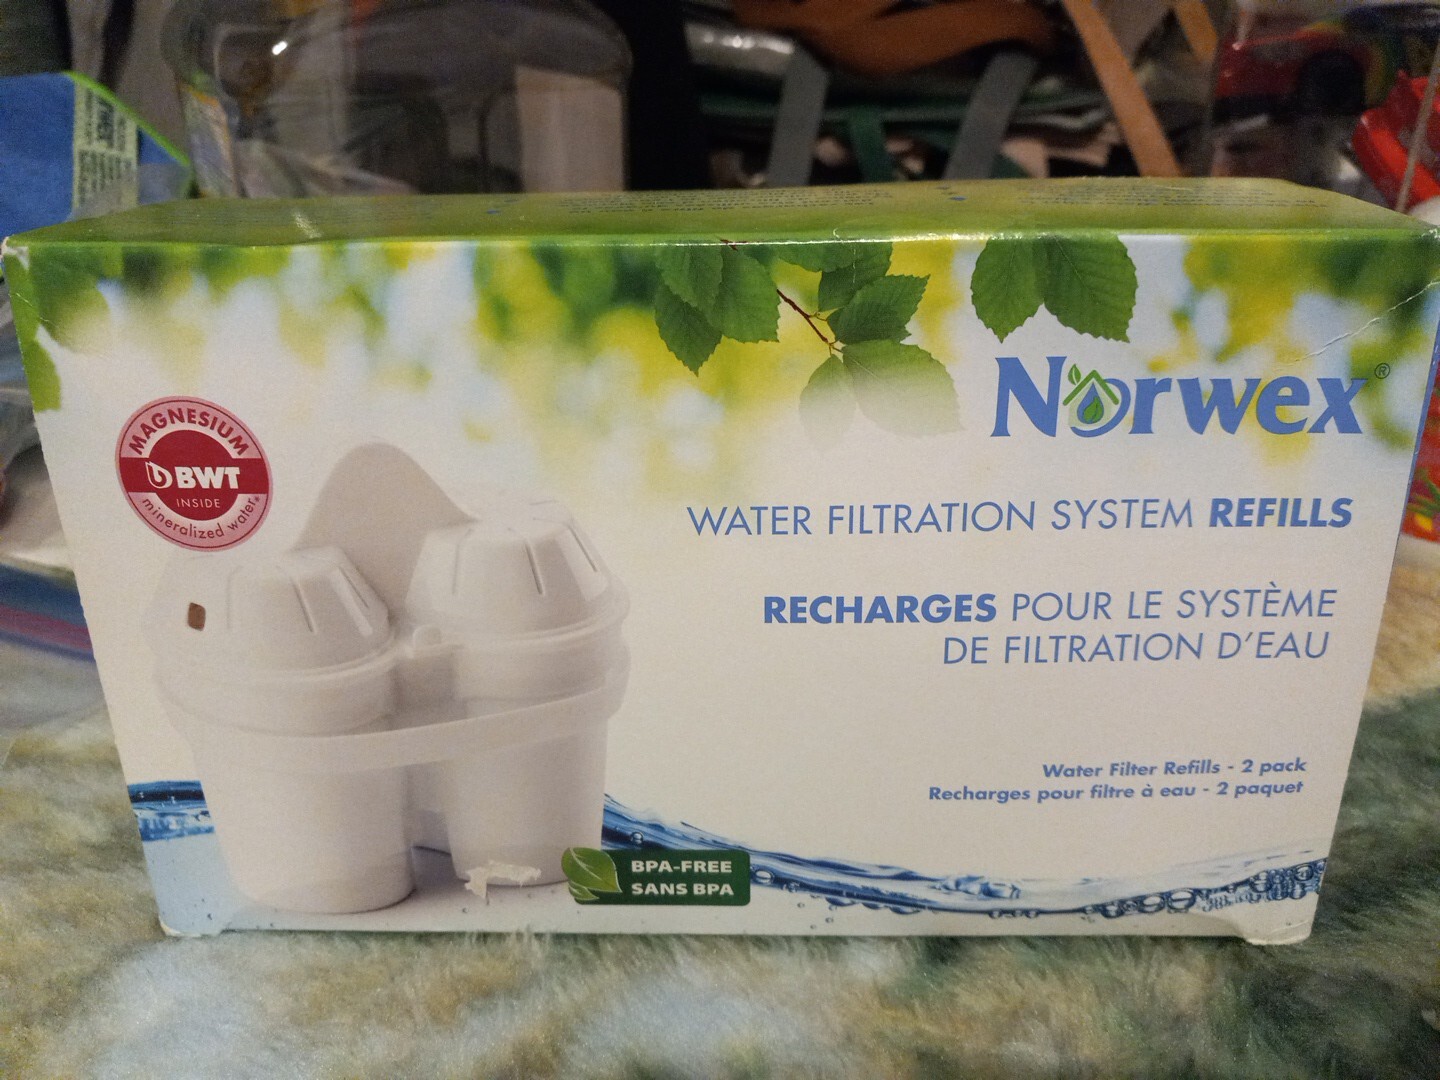 Norwex®
MAGNESIUM
BWT
INSIDE
mineralized water
WATER FILTRATION SYSTEM REFILLS
RECHARGES POUR LE SYSTÈME
DE FILTRATION D'EAU
Water Filter Refills - 2 pack
Recharges pour filtre à eau - 2 paquet
BPA-FREE
SANS BPA